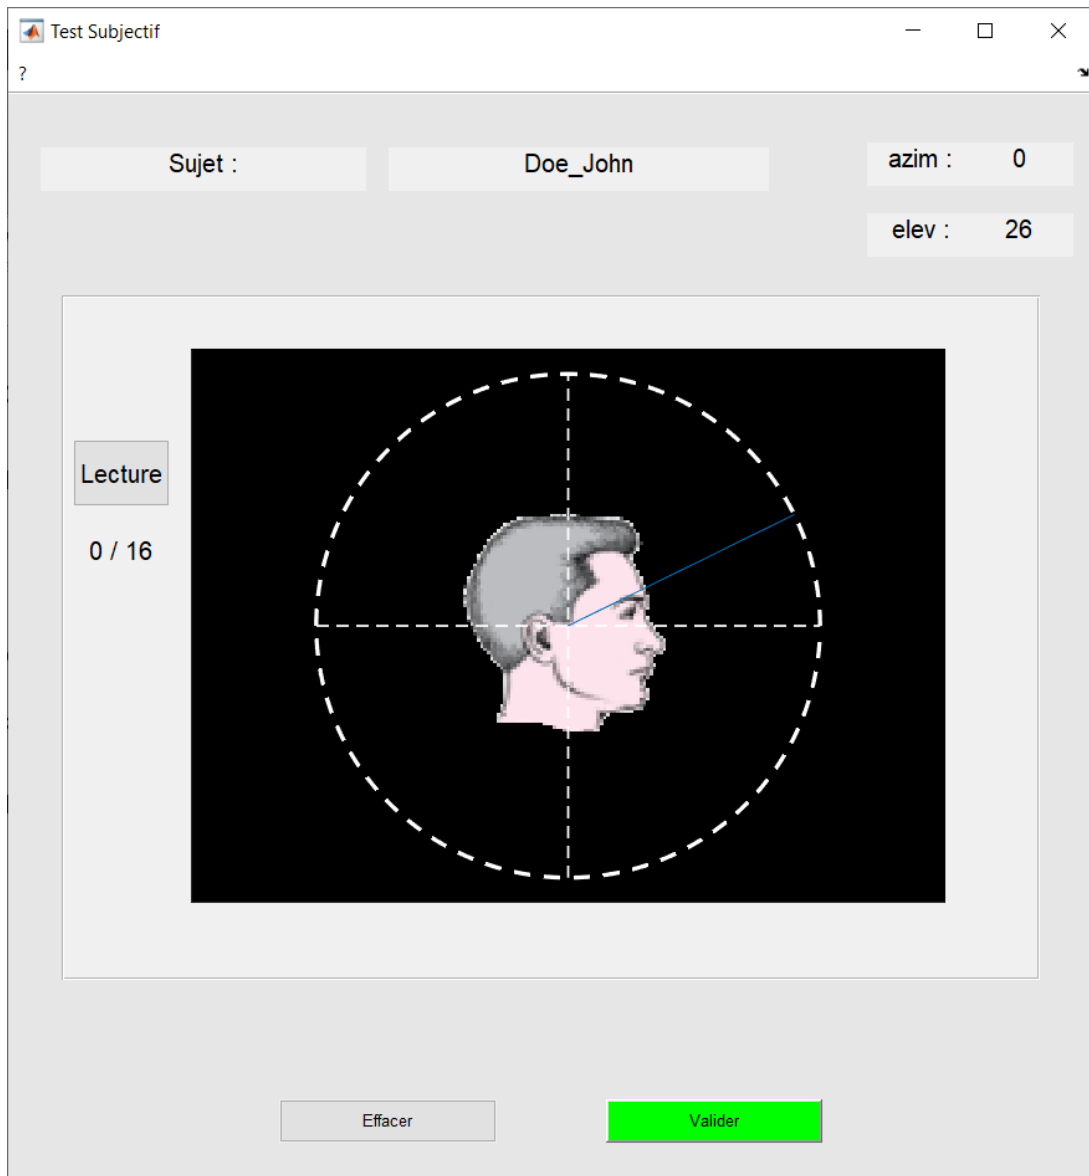 Test Subjectif
?
Sujet :
Doe_John
azim : 0
elev : 26
Lecture
0 / 16
Effacer
Valider